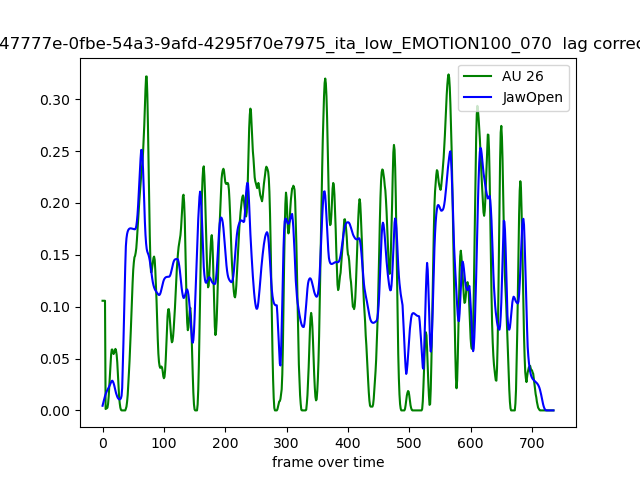 47777e-0fbe-54a3-9afd-4295f70e7975_ita_low_EMOTION100_070 lag correc
AU 26
JawOpen
0.30
0.25
0.20
0.15
0.10
0.05
0.00
0 100 200 300 400 500 600 700
frame over time